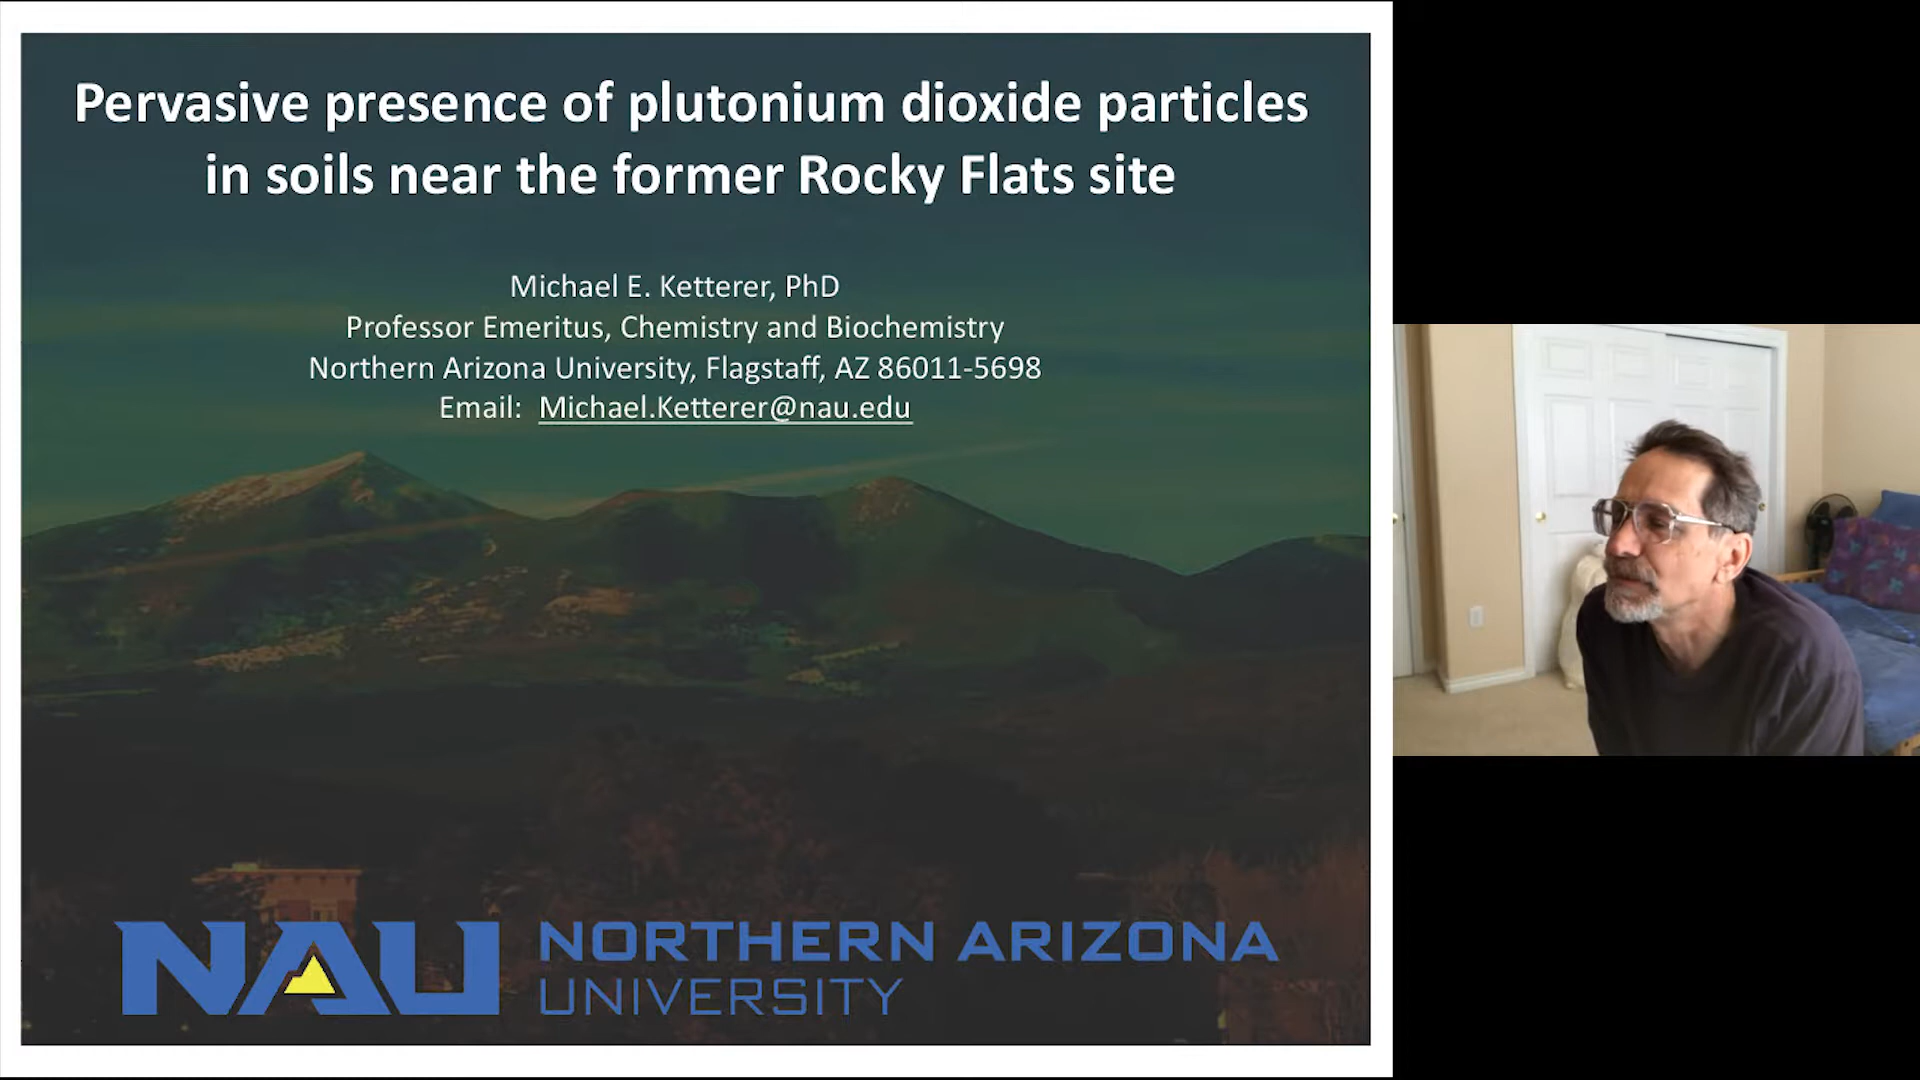 Pervasive presence of plutonium dioxide particles
in soils near the former Rocky Flats site
Michael E. Ketterer, PhD
Professor Emeritus, Chemistry and Biochemistry
Northern Arizona University, Flagstaff, AZ 86011-5698
Email: Michael.Ketterer@nau.edu
NAU NORTHERN ARIZONA
UNIVERSITY